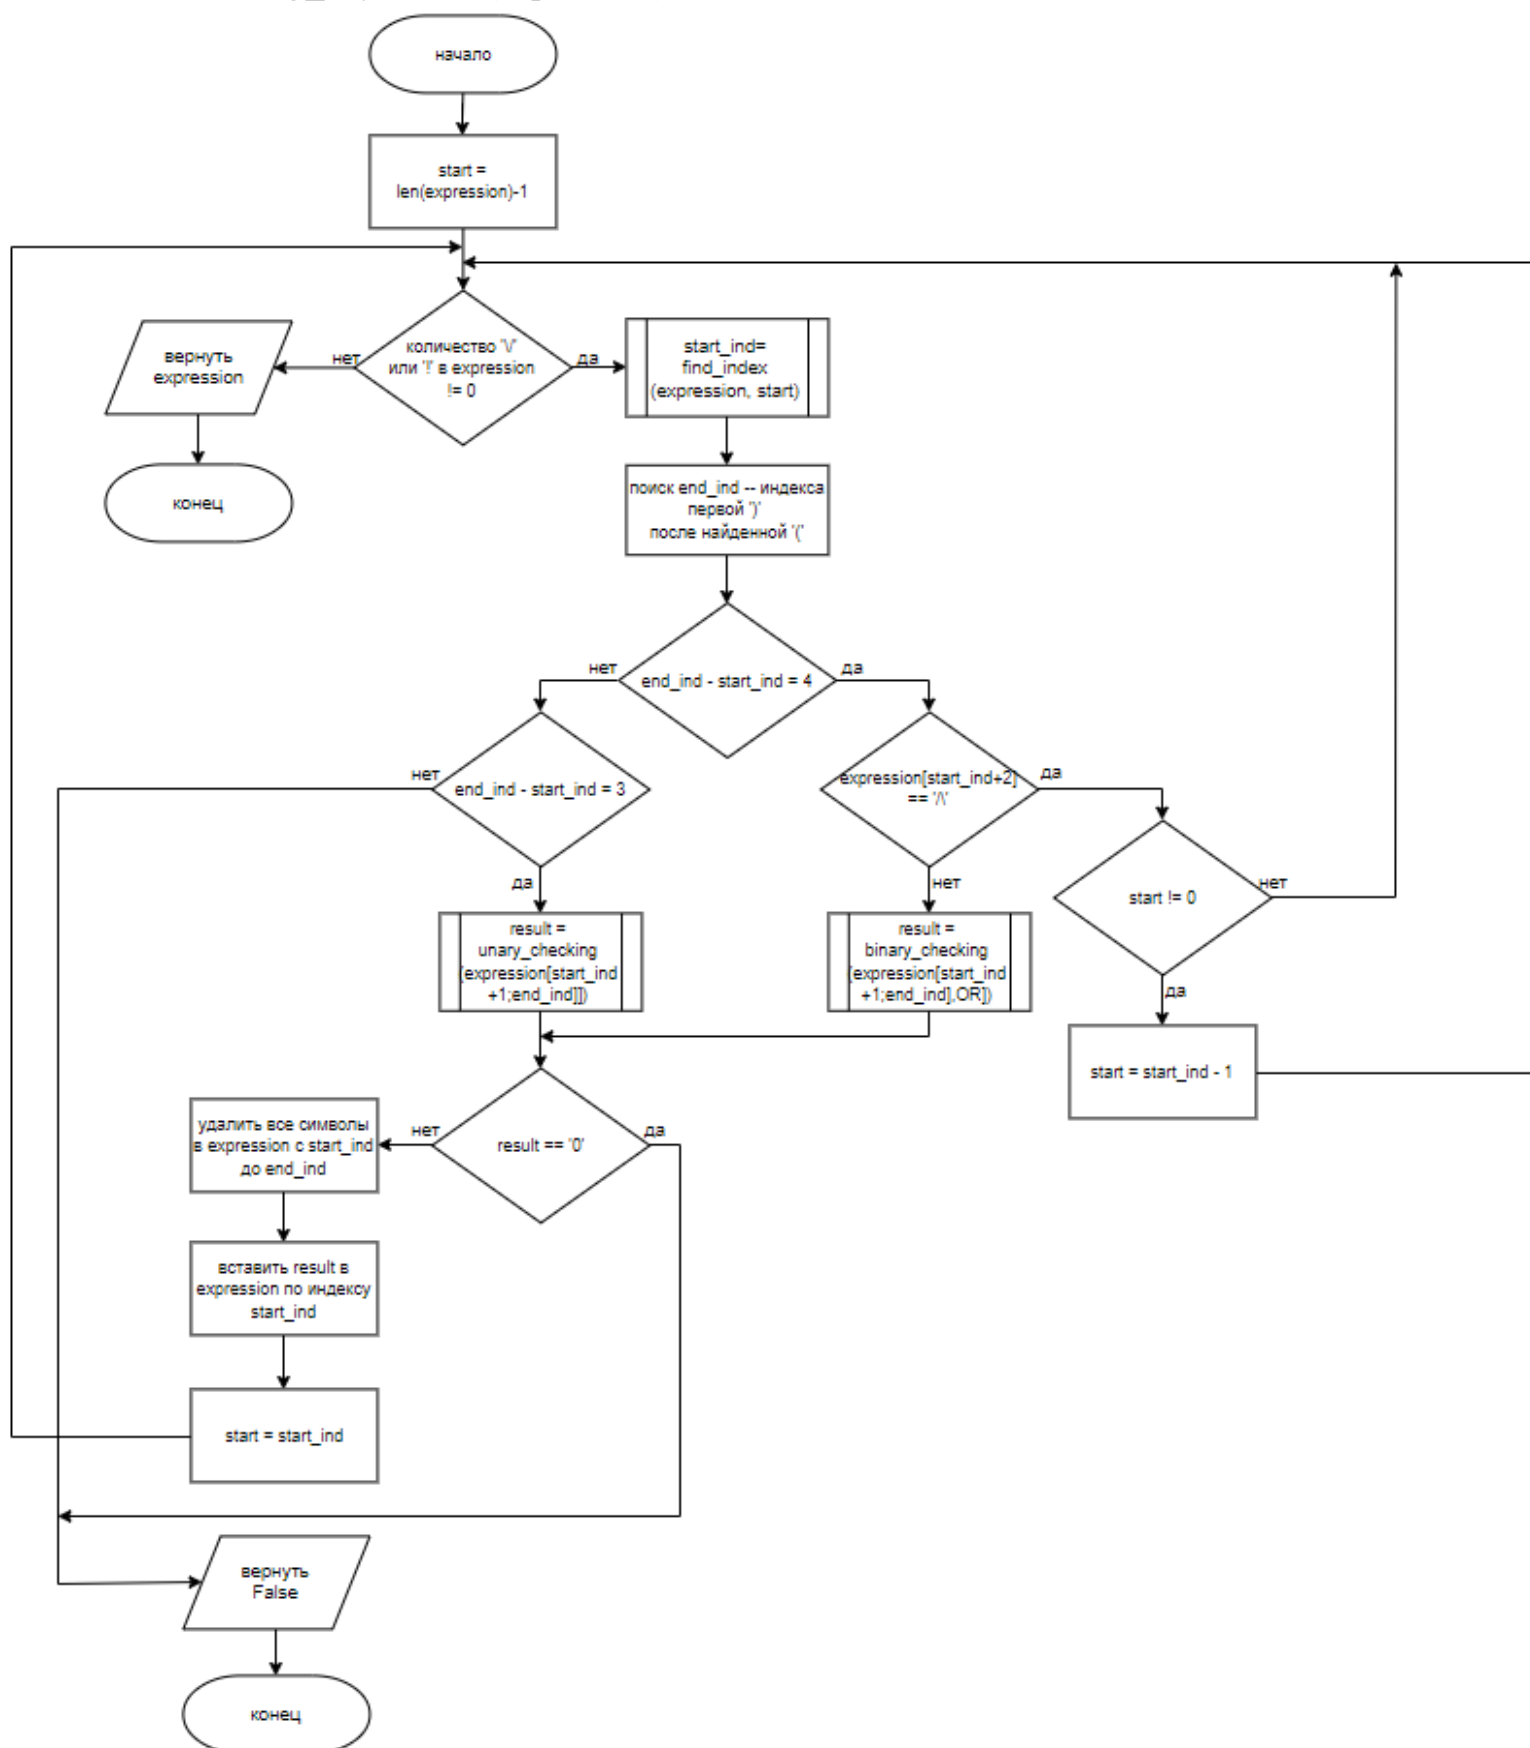 начало
start =
len(expression)-1
количество '\/'
или '!' в expression
!= 0
нет
да
вернуть
expression
конец
start_ind=
find_index
(expression, start)
поиск end_ind -- индекса
первой ')'
после найденной '('
end_ind - start_ind = 4
нет
да
end_ind - start_ind = 3
нет
да
expression[start_ind+2]
== '/\'
да
нет
start != 0
нет
да
result =
unary_checking
(expression[start_ind
+1;end_ind]])
result =
binary_checking
(expression[start_ind
+1;end_ind],OR])
start = start_ind - 1
result == '0'
нет
да
удалить все символы
в expression с start_ind
до end_ind
вставить result в
expression по индексу
start_ind
start = start_ind
вернуть
False
конец